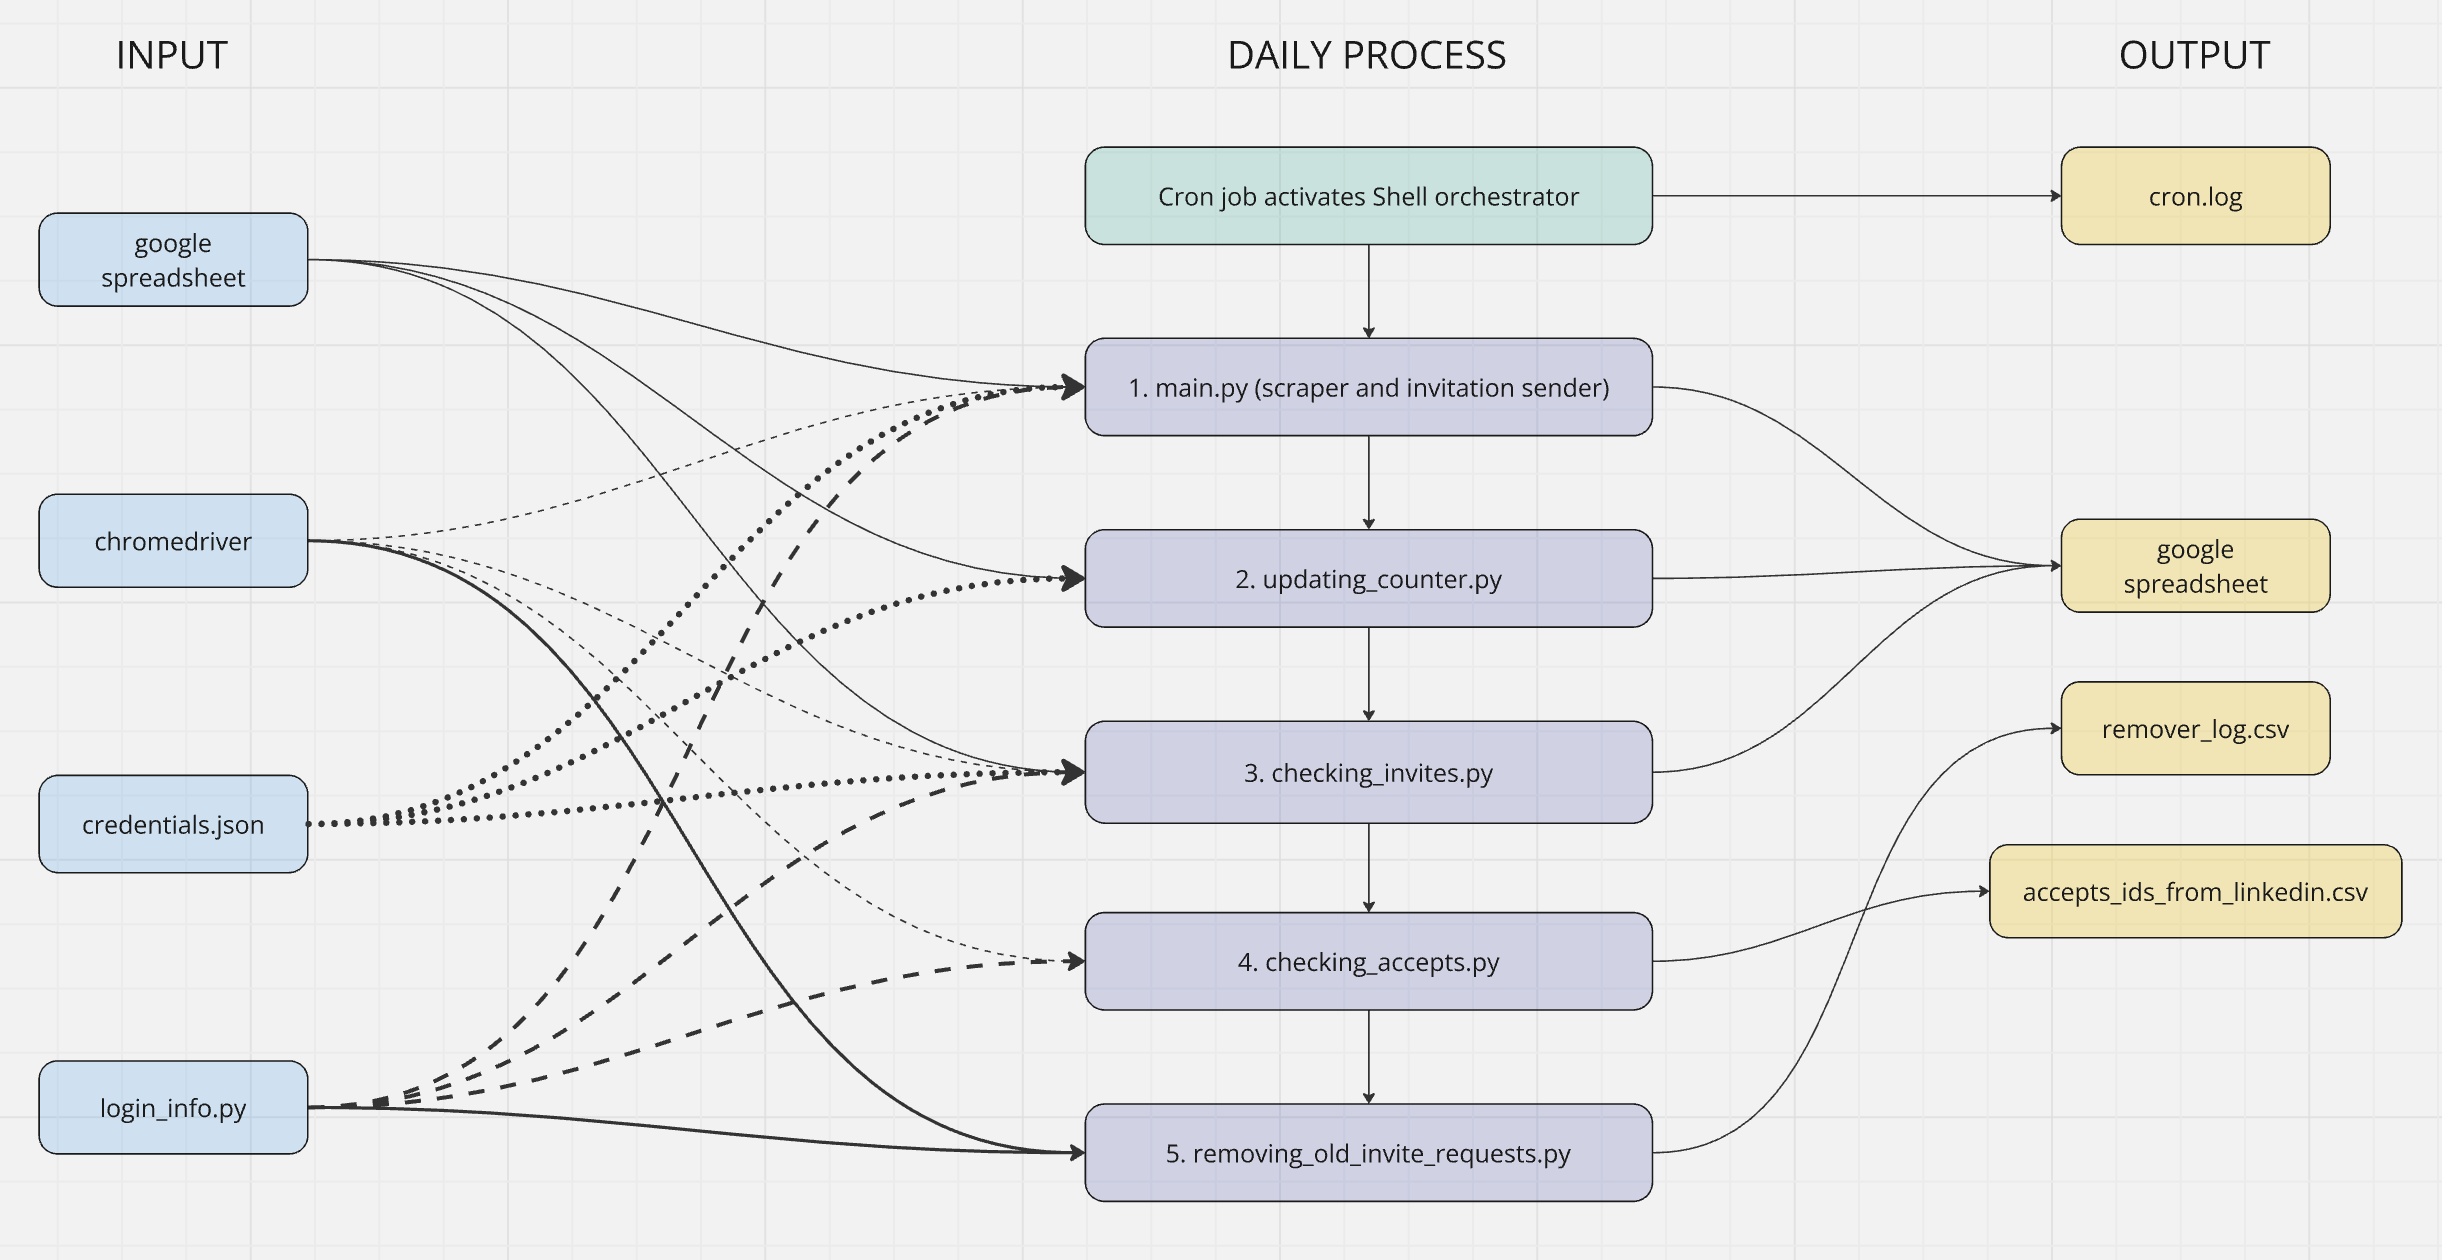 INPUT
DAILY PROCESS
OUTPUT
google
spreadsheet
chromedriver
credentials.json
login_info.py
Cron job activates Shell orchestrator
1. main.py (scraper and invitation sender)
2. updating_counter.py
3. checking_invites.py
4. checking_accepts.py
5. removing_old_invite_requests.py
cron.log
google
spreadsheet
remover_log.csv
accepts_ids_from_linkedin.csv